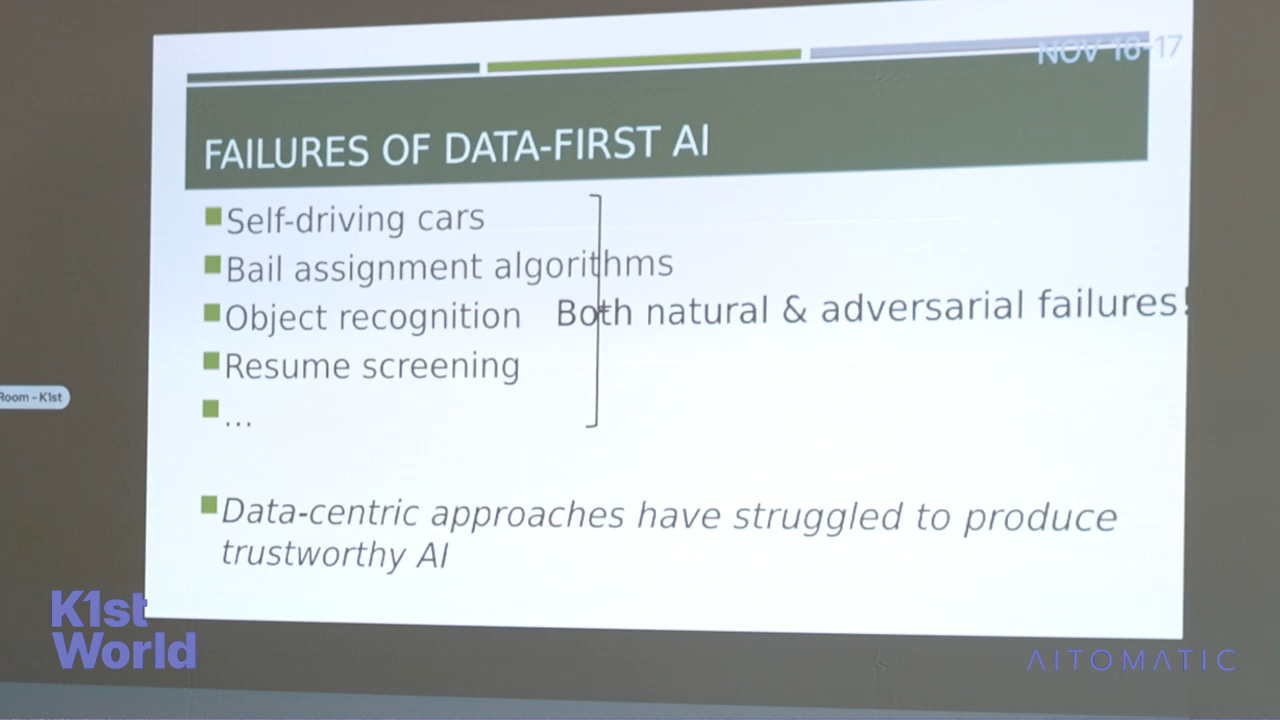 NOV 16-17
FAILURES OF DATA-FIRST AI
Self-driving cars
Bail assignment algorithms
Object recognition
Both natural & adversarial failures!
Resume screening
...
Data-centric approaches have struggled to produce
trustworthy AI
Room - K1st
K1st
World
AITOMATIC